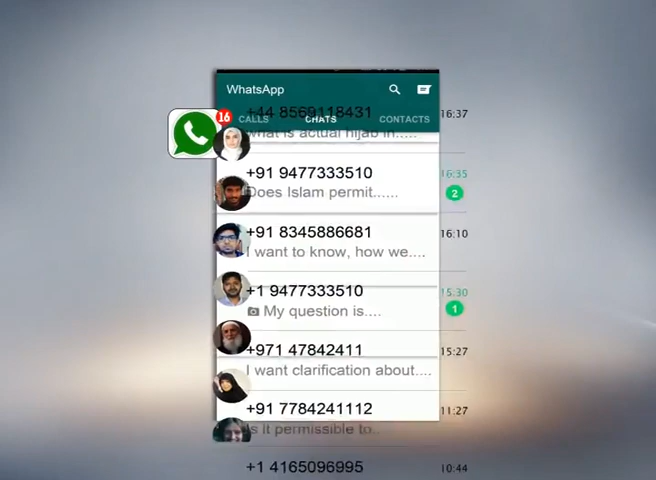 WhatsApp
16
CALLS CHATS CONTACTS
+44 8569118431 16:37
What is actual hijab in.....
+91 9477333510 16:35
Does Islam permit...... 2
+91 8345886681 16:10
I want to know, how we....
+1 9477333510 15:30
My question is.... 1
+971 47842411 15:27
I want clarification about....
+91 7784241112 11:27
Is it permissible to..
+1 4165096995 10:44